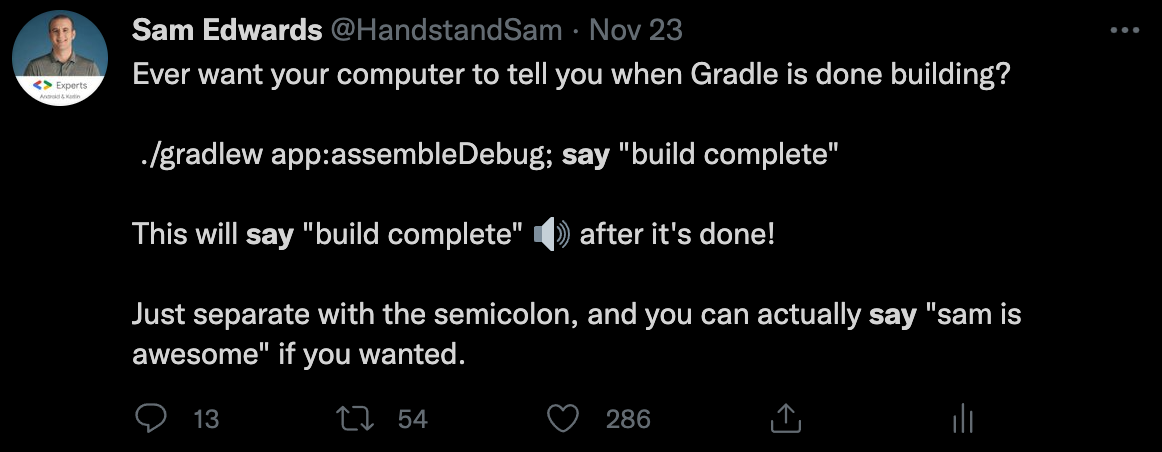 Sam Edwards @HandstandSam · Nov 23
Ever want your computer to tell you when Gradle is done building?
./gradlew app:assembleDebug; say "build complete"
This will say "build complete" 🔊 after it's done!
Just separate with the semicolon, and you can actually say "sam is
awesome" if you wanted.
13 54 286
Experts
Android & Kotlin